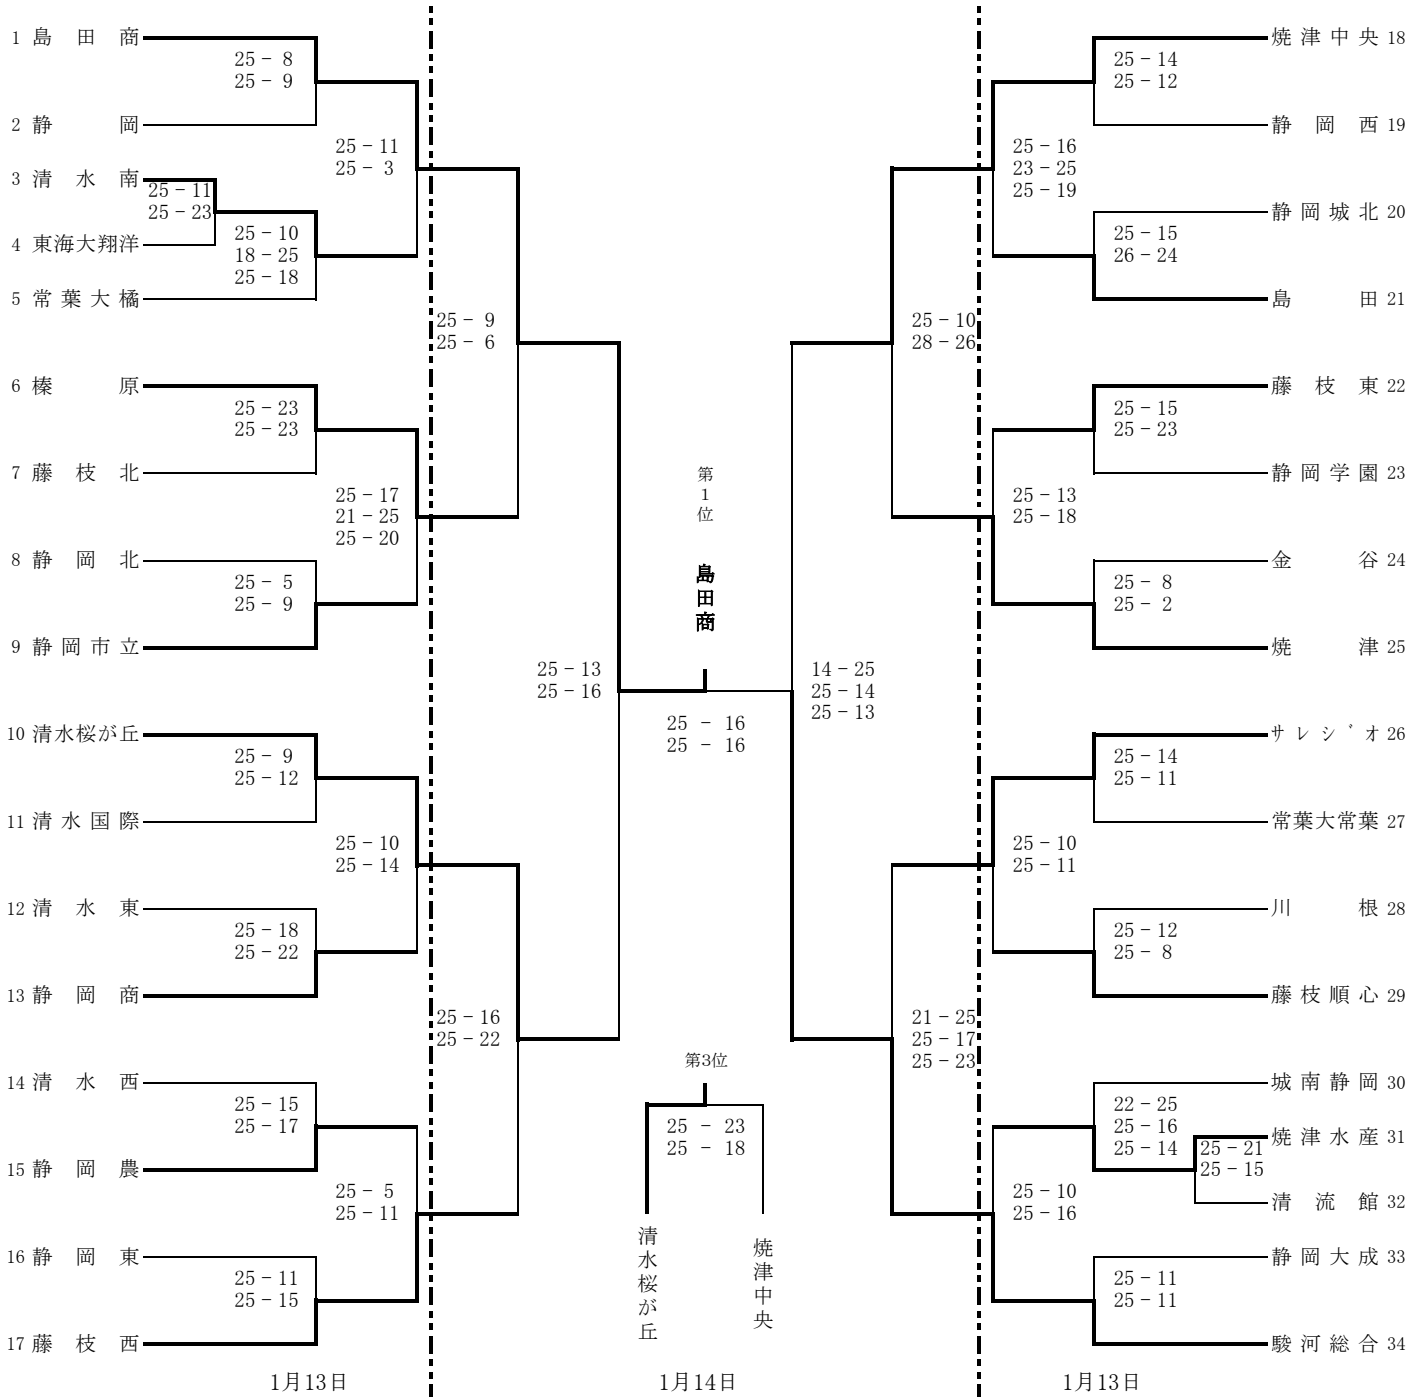 1 島田商
25 − 8
25 − 9
2 静岡
25 − 11
25 − 3
3 清水南
25 − 11
25 − 23
4 東海大翔洋
25 − 10
18 − 25
25 − 18
5 常葉大橘
25 − 9
25 − 6
6 榛原
25 − 23
25 − 23
7 藤枝北
25 − 17
21 − 25
25 − 20
8 静岡北
25 − 5
25 − 9
9 静岡市立
25 − 13
25 − 16
10 清水桜が丘
25 − 9
25 − 12
11 清水国際
25 − 10
25 − 14
12 清水東
25 − 18
25 − 22
13 静岡商
25 − 16
25 − 22
14 清水西
25 − 15
25 − 17
15 静岡農
25 − 5
25 − 11
16 静岡東
25 − 11
25 − 15
17 藤枝西
1月13日
第1位
島田商
25 − 16
25 − 16
第3位
25 − 23
25 − 18
清水桜が丘
焼津中央
1月14日
焼津中央 18
25 − 14
25 − 12
静岡西 19
25 − 16
23 − 25
25 − 19
静岡城北 20
25 − 15
26 − 24
島田 21
25 − 10
28 − 26
藤枝東 22
25 − 15
25 − 23
静岡学園 23
25 − 13
25 − 18
金谷 24
25 − 8
25 − 2
焼津 25
14 − 25
25 − 14
25 − 13
サレシ゛オ 26
25 − 14
25 − 11
常葉大常葉 27
25 − 10
25 − 11
川根 28
25 − 12
25 − 8
藤枝順心 29
21 − 25
25 − 17
25 − 23
城南静岡 30
22 − 25
25 − 16
25 − 14
焼津水産 31
25 − 21
25 − 15
清流館 32
25 − 10
25 − 16
静岡大成 33
25 − 11
25 − 11
駿河総合 34
1月13日